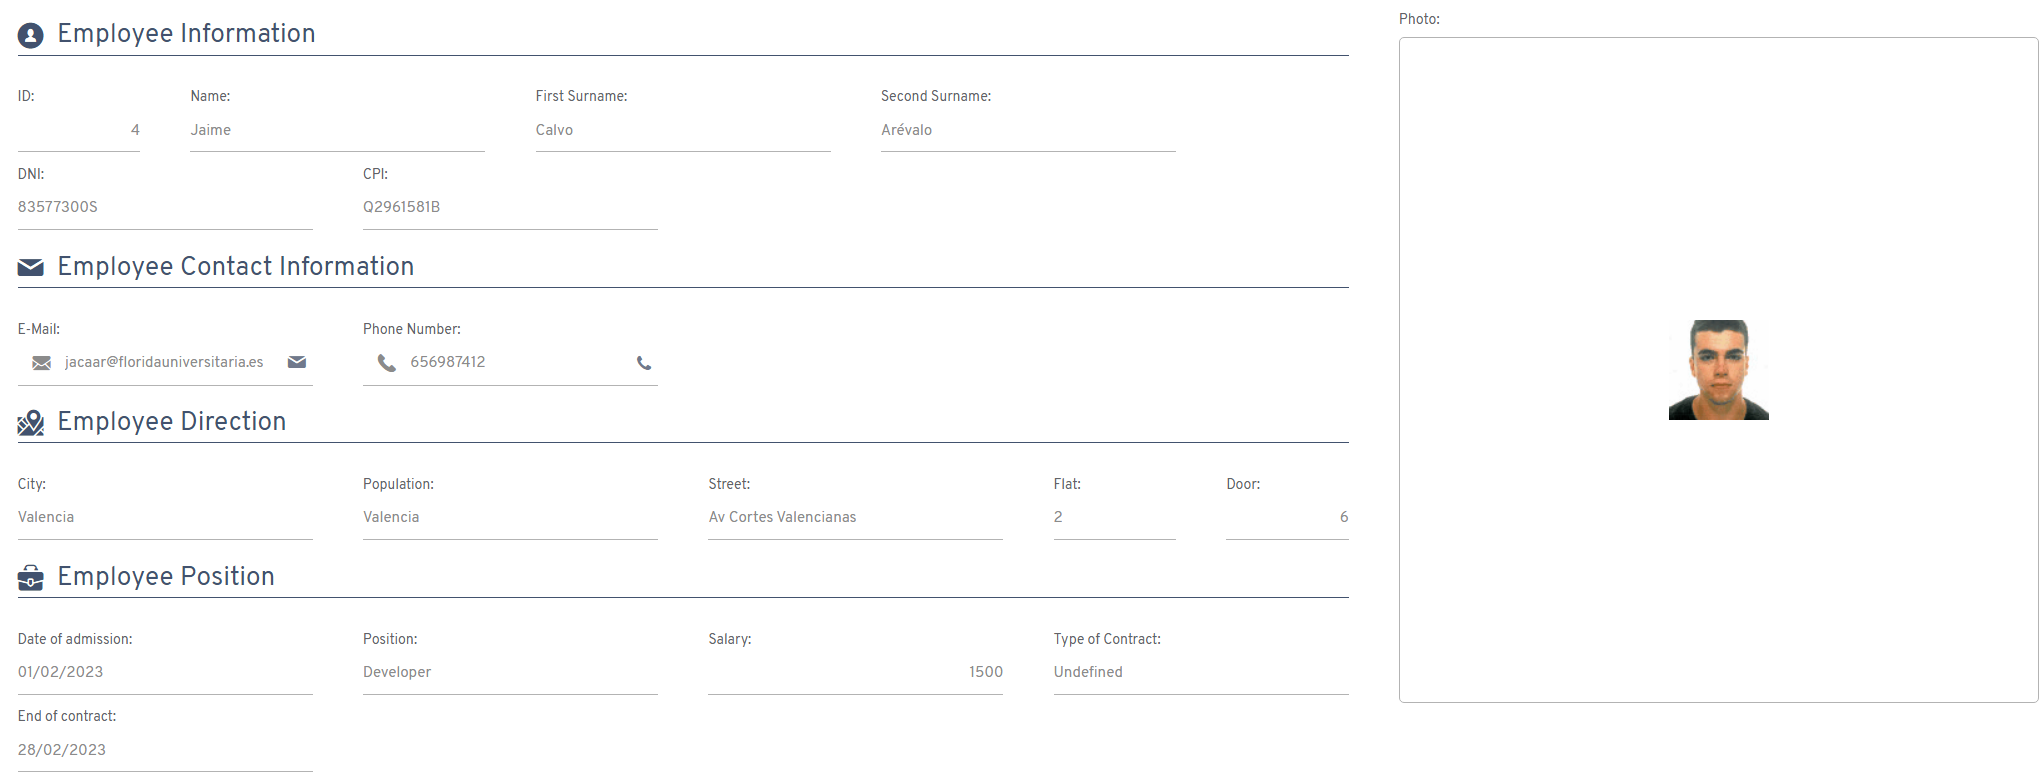 Employee Information
Photo:
ID: Name: First Surname: Second Surname:
4 Jaime Calvo Arévalo
DNI: CPI:
83577300S Q2961581B
Employee Contact Information
E-Mail: Phone Number:
jacaar@floridauniversitaria.es 656987412
Employee Direction
City: Population: Street: Flat: Door:
Valencia Valencia Av Cortes Valencianas 2 6
Employee Position
Date of admission: Position: Salary: Type of Contract:
01/02/2023 Developer 1500 Undefined
End of contract:
28/02/2023